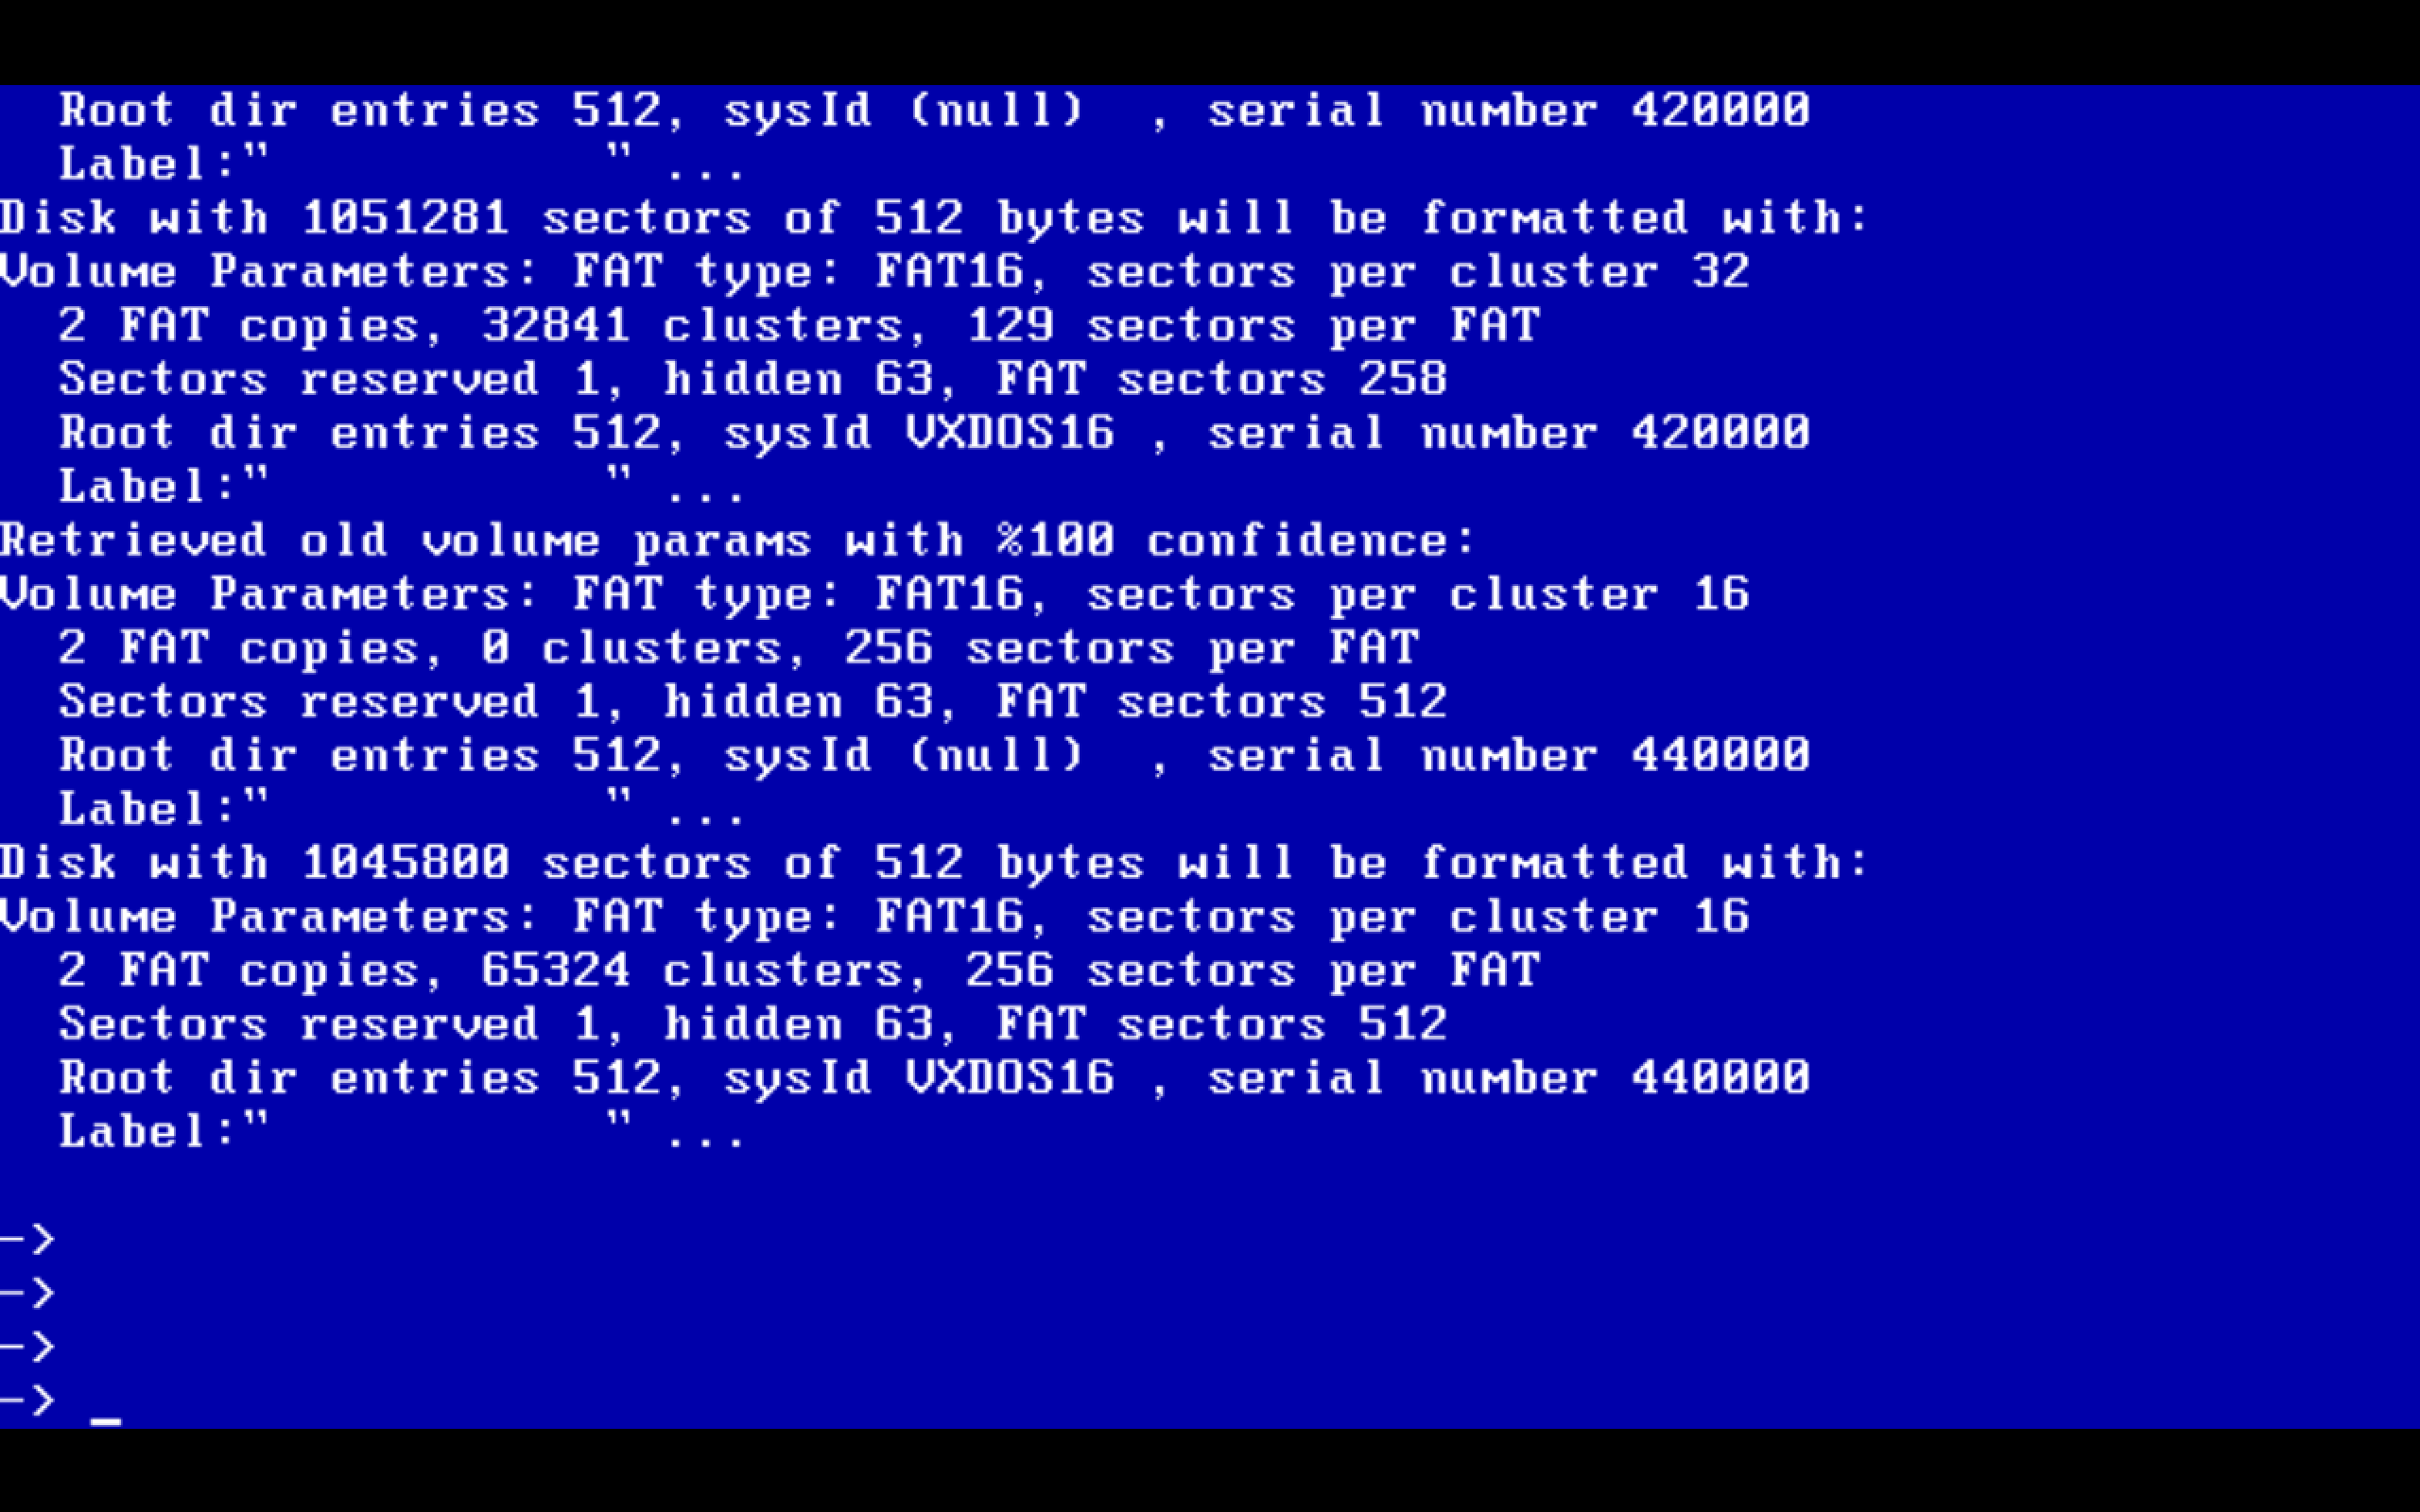 Root dir entries 512, sysId (null)  , serial number 420000
Label:"           " ...
Disk with 1051281 sectors of 512 bytes will be formatted with:
Volume Parameters: FAT type: FAT16, sectors per cluster 32
2 FAT copies, 32841 clusters, 129 sectors per FAT
Sectors reserved 1, hidden 63, FAT sectors 258
Root dir entries 512, sysId VXDOS16 , serial number 420000
Label:"           " ...
Retrieved old volume params with %100 confidence:
Volume Parameters: FAT type: FAT16, sectors per cluster 16
2 FAT copies, 0 clusters, 256 sectors per FAT
Sectors reserved 1, hidden 63, FAT sectors 512
Root dir entries 512, sysId (null)  , serial number 440000
Label:"           " ...
Disk with 1045800 sectors of 512 bytes will be formatted with:
Volume Parameters: FAT type: FAT16, sectors per cluster 16
2 FAT copies, 65324 clusters, 256 sectors per FAT
Sectors reserved 1, hidden 63, FAT sectors 512
Root dir entries 512, sysId VXDOS16 , serial number 440000
Label:"           " ...
->
->
->
-> _